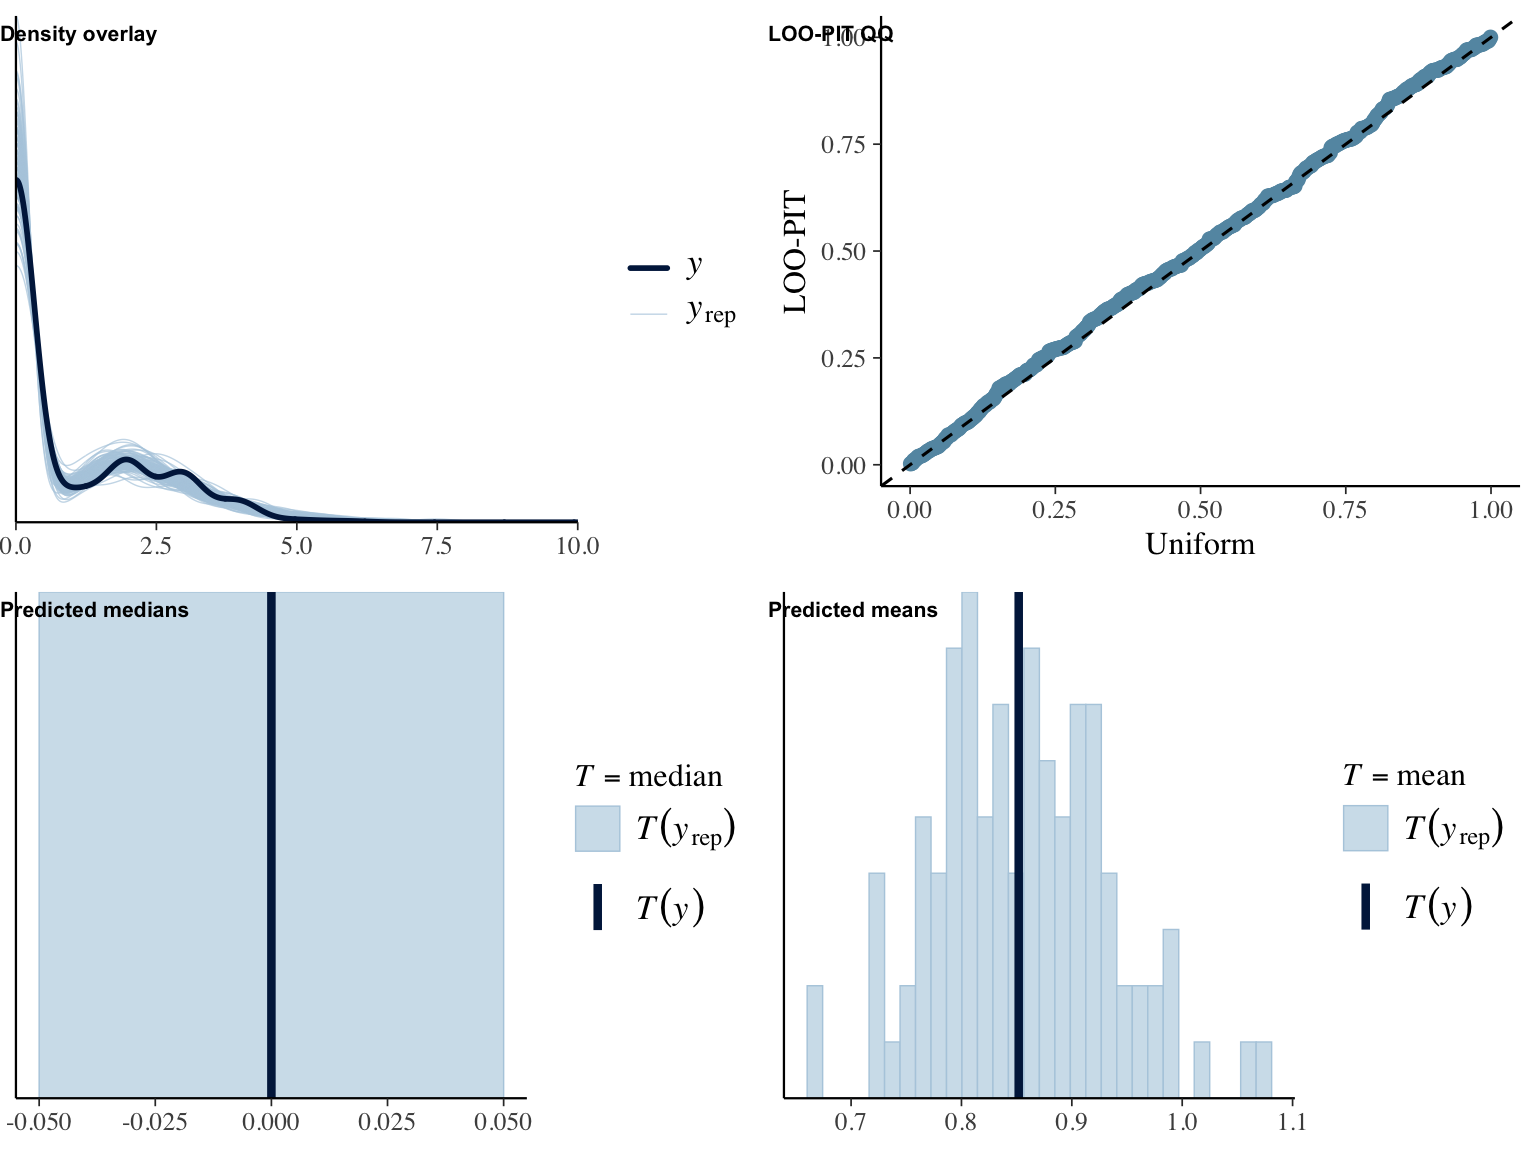 Density overlay
y
yrep
0.0 2.5 5.0 7.5 10.0
LOO-PIT QQ
1.00
0.75
0.50
0.25
0.00
LOO-PIT
0.00 0.25 0.50 0.75 1.00
Uniform
Predicted medians
T = median
T(yrep)
T(y)
-0.050 -0.025 0.000 0.025 0.050
Predicted means
T = mean
T(yrep)
T(y)
0.7 0.8 0.9 1.0 1.1